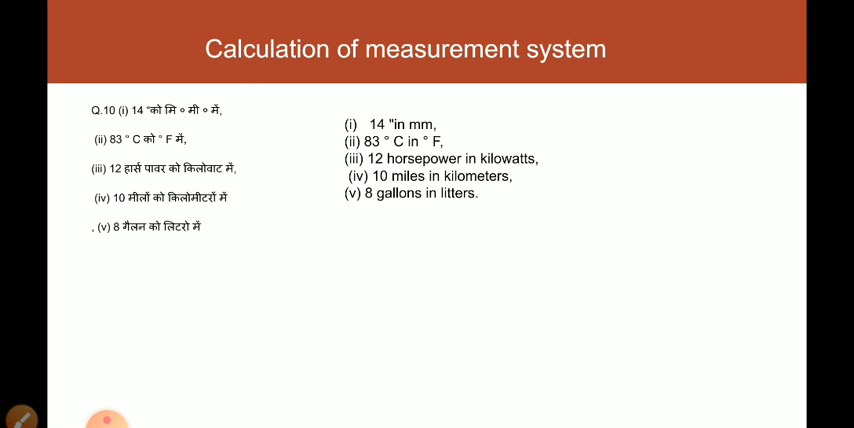 Calculation of measurement system
Q.10 (i) 14 "को मि ० मी ० में,
(ii) 83 ° C को ° F में,
(iii) 12 हार्स पावर को किलोवाट में,
(iv) 10 मीलों को किलोमीटरों में
, (v) 8 गैलन को लिटरो में
(i) 14 "in mm,
(ii) 83 ° C in ° F,
(iii) 12 horsepower in kilowatts,
(iv) 10 miles in kilometers,
(v) 8 gallons in litters.